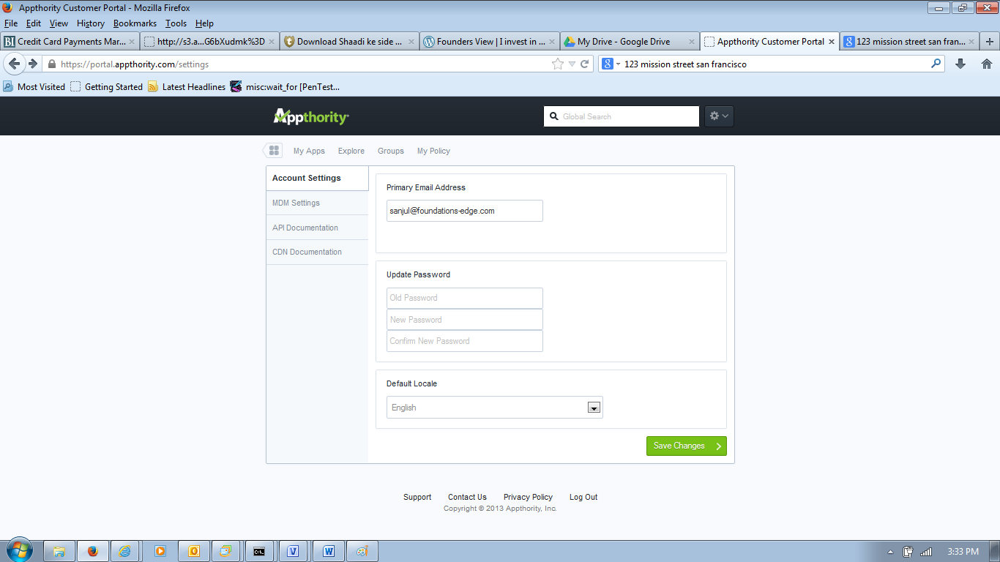 Appthority Customer Portal - Mozilla Firefox
File Edit View History Bookmarks Tools Help
BI Credit Card Payments Mar... http://s3.a...G6bXudmk%3D Download Shaadi ke side ... Founders View | I invest in ... My Drive - Google Drive Appthority Customer Portal 123 mission street san fran...
https://portal.appthority.com/settings 123 mission street san francisco
Most Visited Getting Started Latest Headlines misc:wait_for [PenTest...
Appthority Global Search
My Apps Explore Groups My Policy
Account Settings
MDM Settings
API Documentation
CDN Documentation
Primary Email Address
sanjul@foundations-edge.com
Update Password
Old Password
New Password
Confirm New Password
Default Locale
English
Save Changes
Support Contact Us Privacy Policy Log Out
Copyright © 2013 Appthority, Inc.
3:33 PM